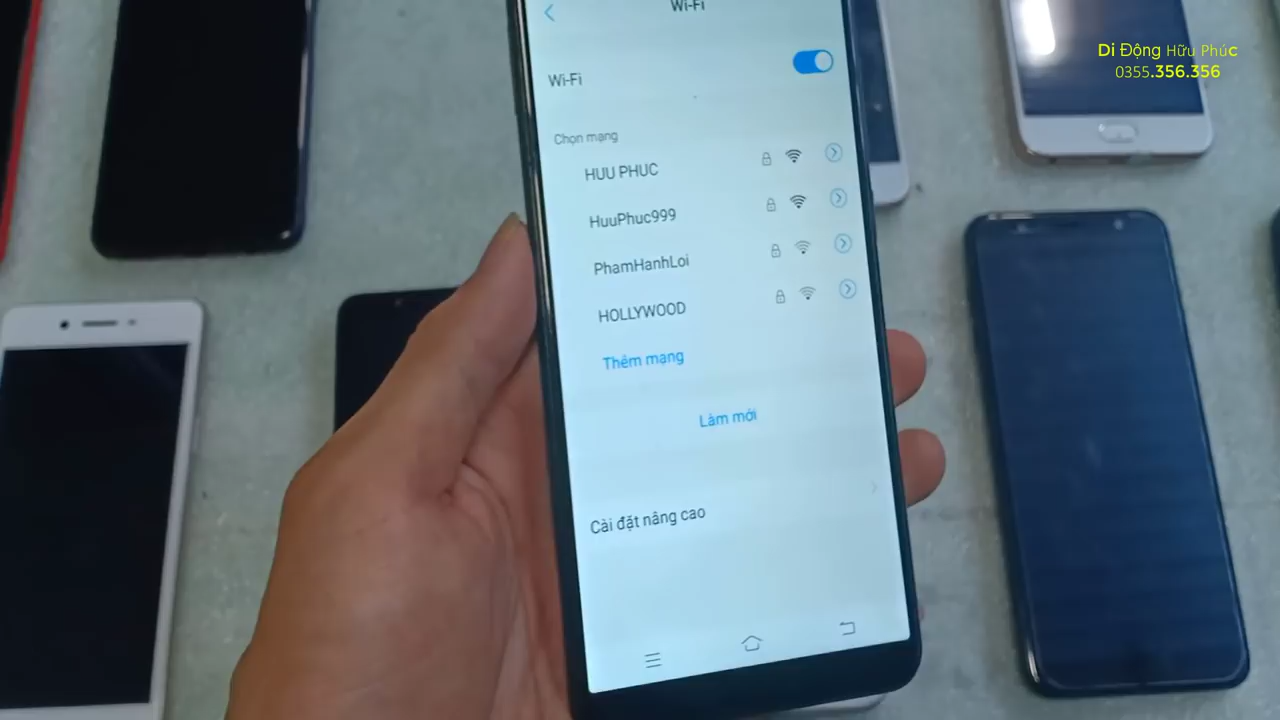 Wi-Fi
Di Động Hữu Phúc
0355.356.356
Wi-Fi
Chọn mạng
HUU PHUC
HuuPhuc999
PhamHanhLoi
HOLLYWOOD
Thêm mạng
Làm mới
Cài đặt nâng cao